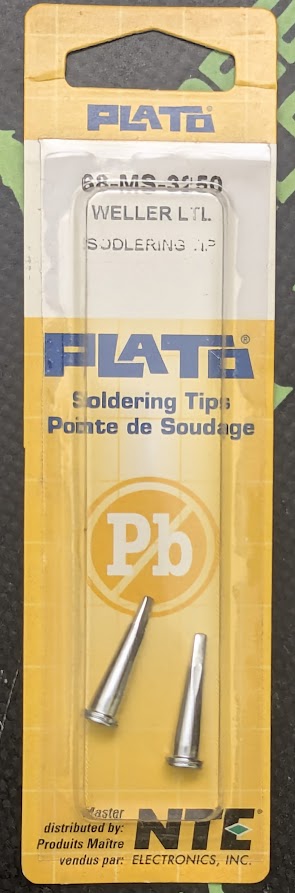 PLATO®
68-MS-3250
WELLER LTL
SODLERING TIP
PLATO®
Soldering Tips
Pointe de Soudage
Pb
Master
distributed by:
Produits Maître
vendus par:
NTE®
ELECTRONICS, INC.